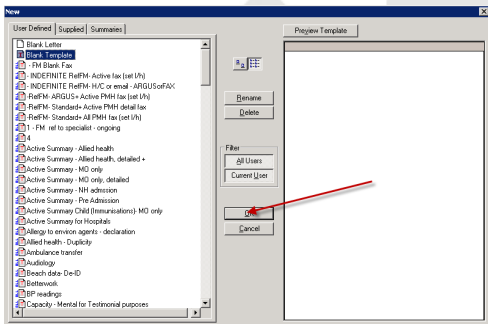 New
User Defined Supplied Summaries
Preview Template
Blank Letter
Blank Template
- FM Blank Fax
- INDEFINITE RefFM- Active fax (set l/h)
- INDEFINITE RefFM- H/C or email - ARGUSorFAX
-RefFM- ARGUS+ Active PMH fax (set l/h)
-RefFM- Standard+ Active PMH detail fax
-RefFM- Standard+ All PMH fax (set l/h)
1 - FM ref to specialist - ongoing
4
Active Summary - Allied health
Active Summary - Allied health, detailed +
Active Summary - MO only
Active Summary - MO only, detailed
Active Summary - NH admission
Active Summary - Pre Admission
Active Summary Child (Immunisations)- MO only
Active Summary for Hospitals
Allergy to environ agents - declaration
Allied health - Duplicity
Ambulance transfer
Audiology
Beach data- De-ID
Betterwork
BP readings
Capacity - Mental for Testimonial purposes
Rename
Delete
Filter
All Users
Current User
Cancel